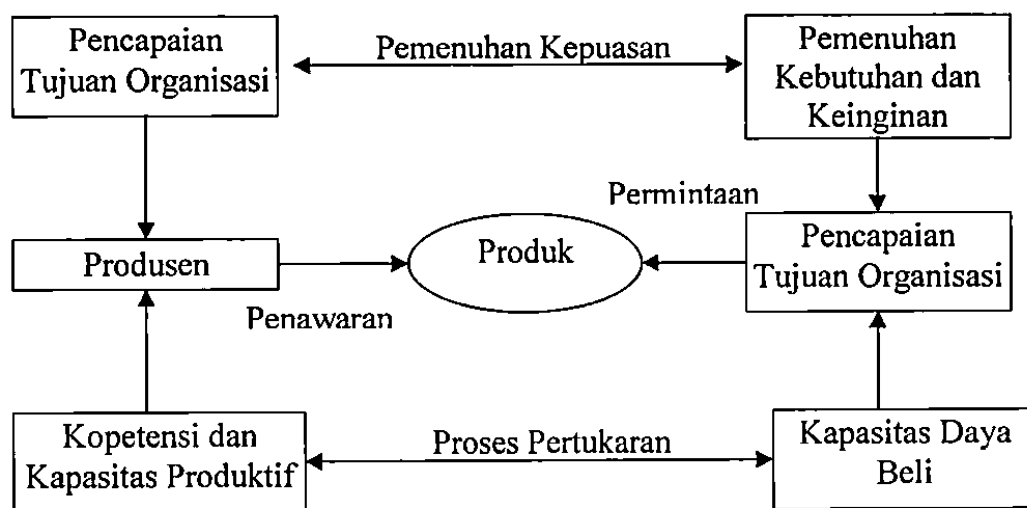 Pencapaian
Tujuan Organisasi
Pemenuhan Kepuasan
Pemenuhan
Kebutuhan dan
Keinginan
Permintaan
Produsen
Produk
Pencapaian
Tujuan Organisasi
Penawaran
Kopetensi dan
Kapasitas Produktif
Proses Pertukaran
Kapasitas Daya
Beli